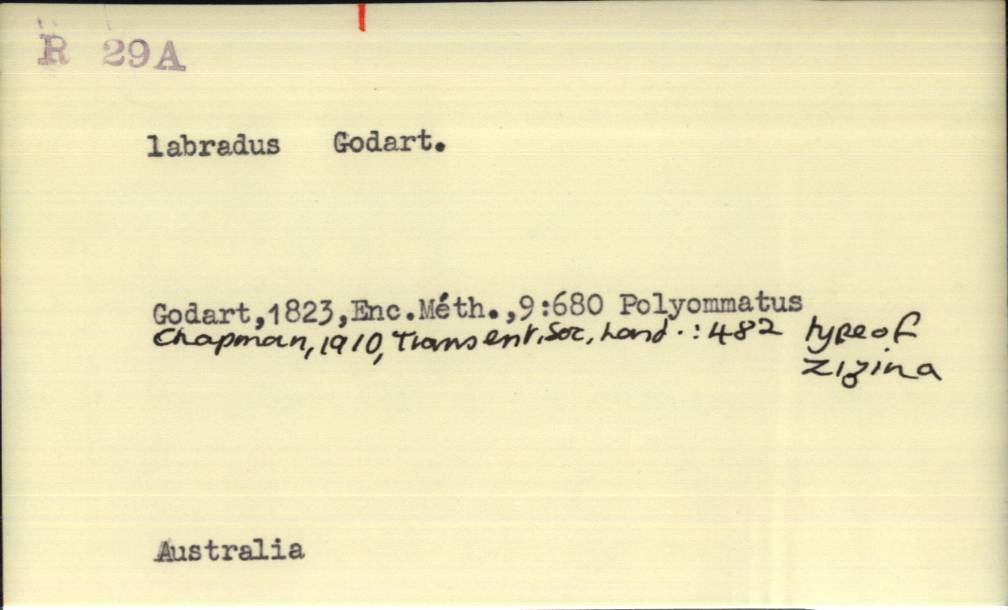 R 29A
labradus Godart.
Godart,1823,Enc.Méth.,9:680 Polyommatus
Chapman, 1910, Trans ent. Soc. Lond.: 482 type of
Zizina
Australia